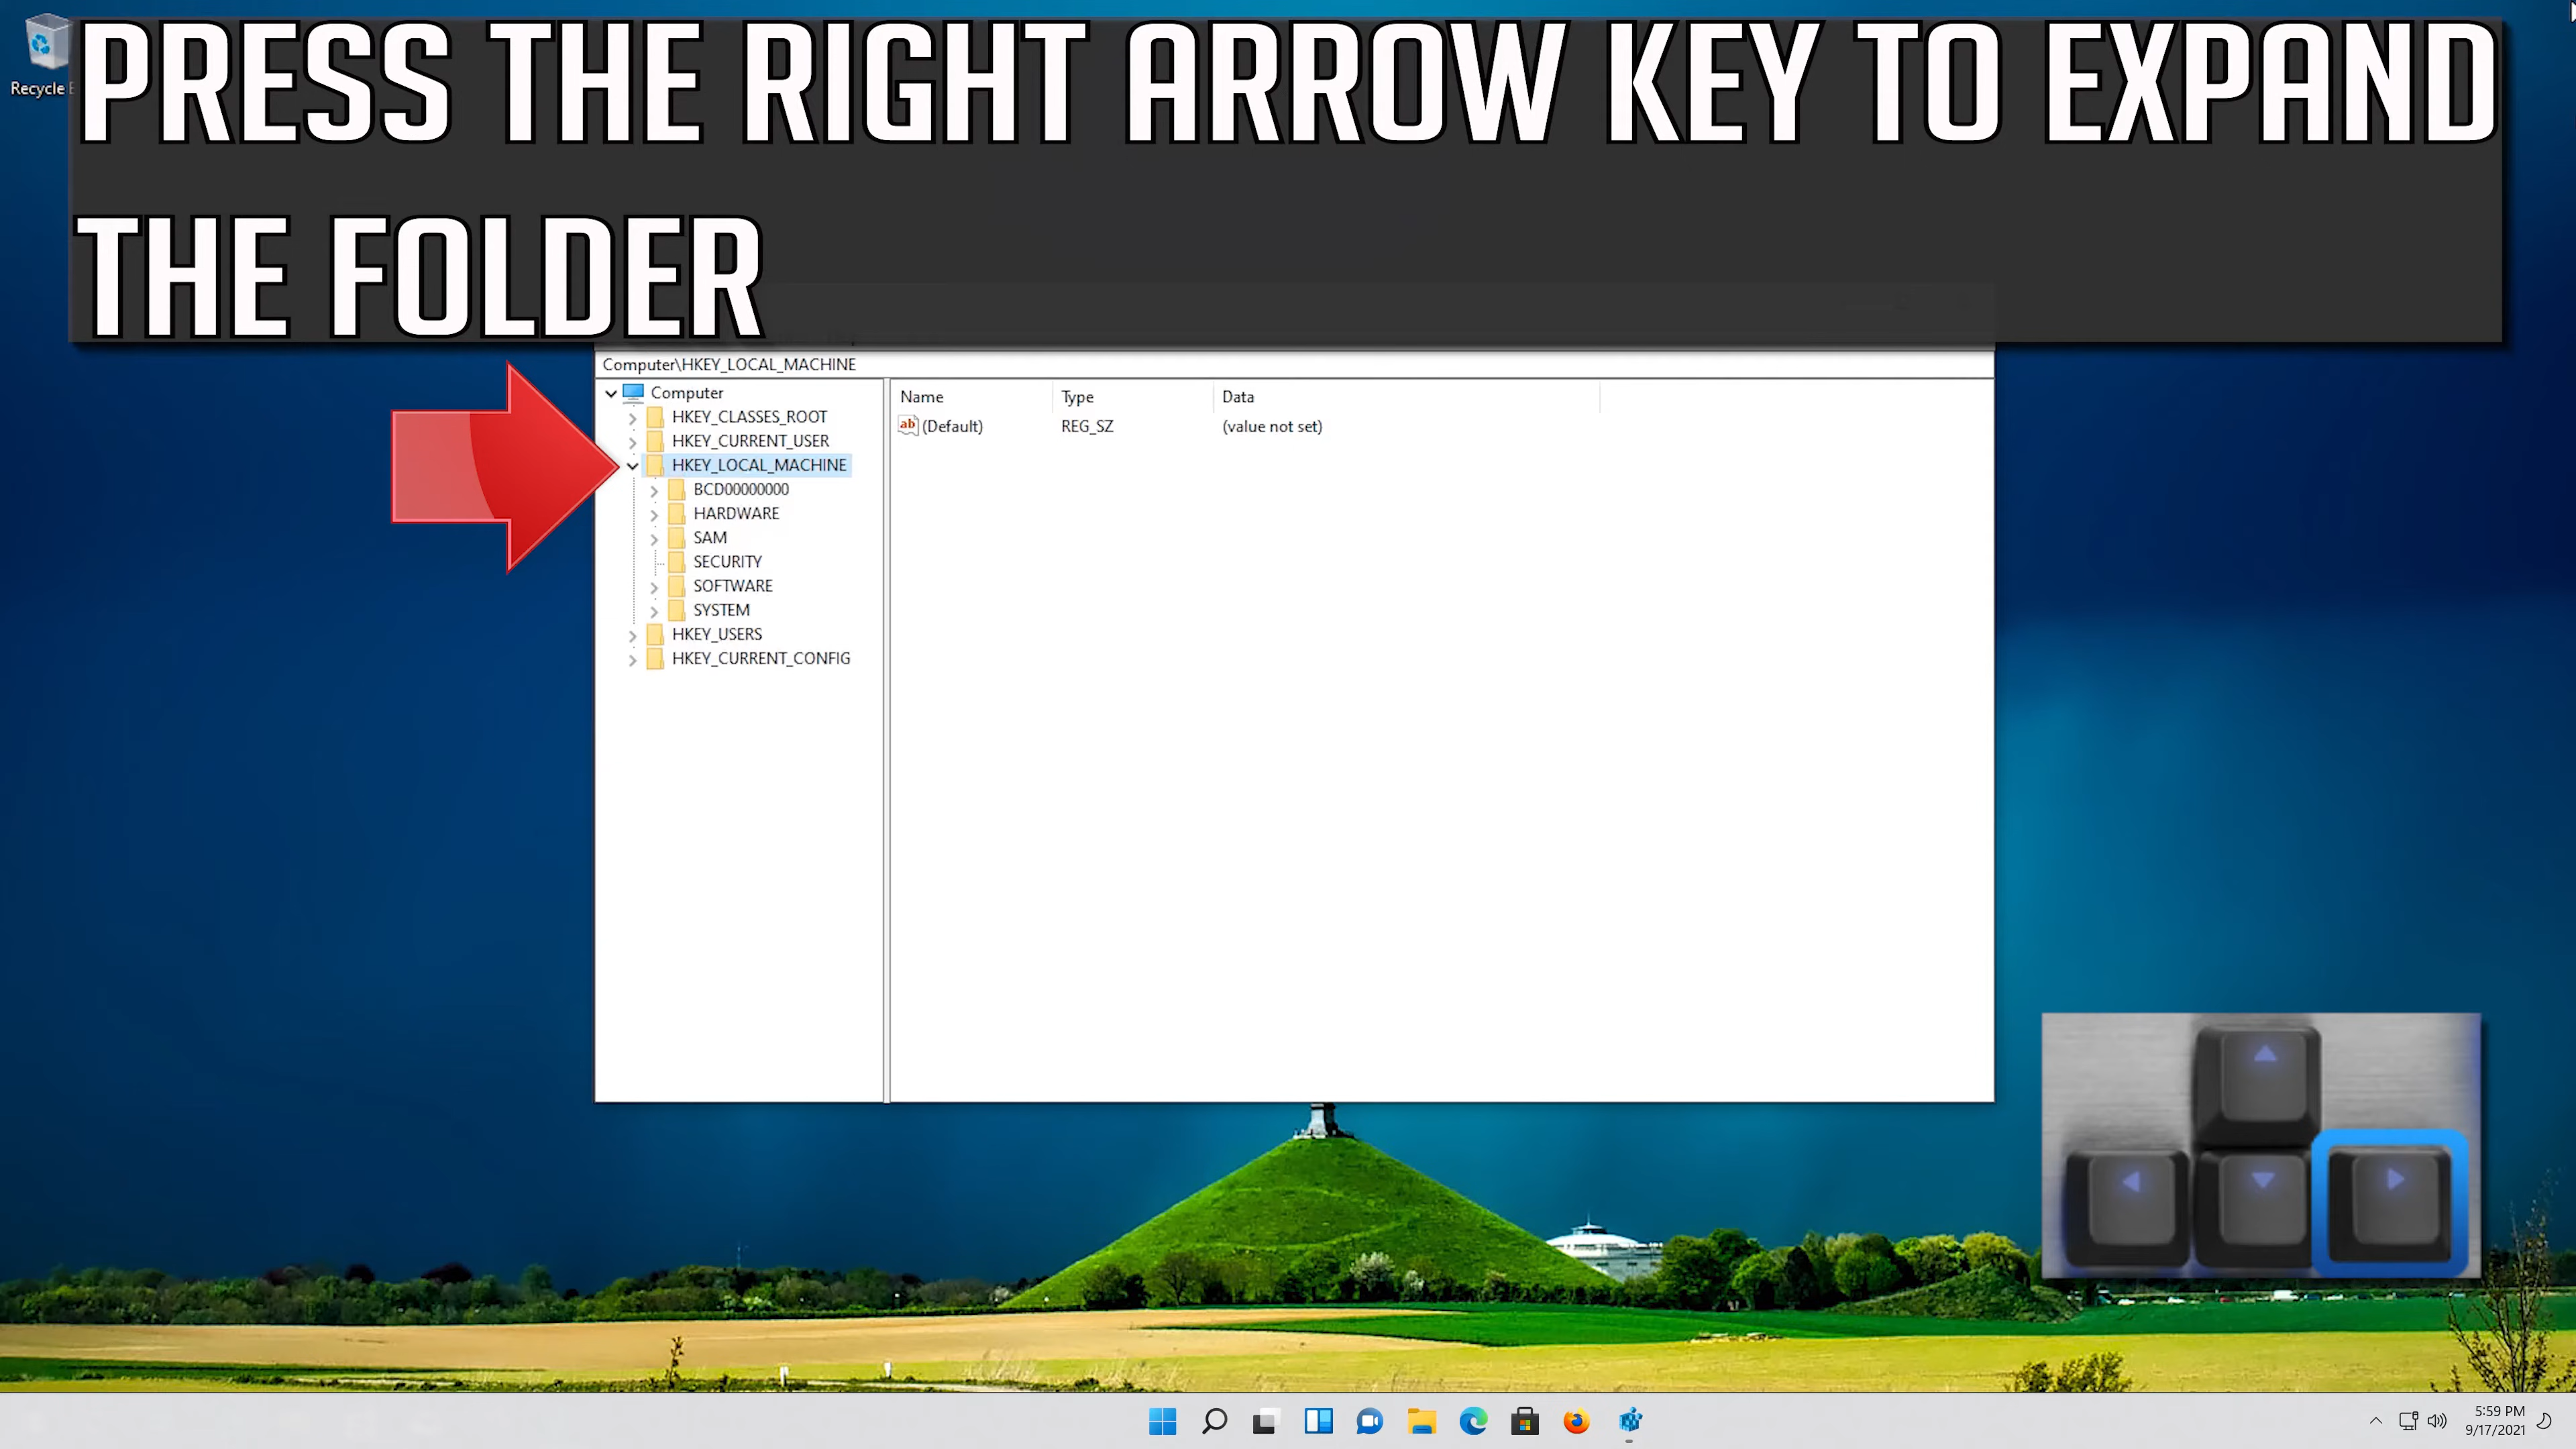 PRESS THE RIGHT ARROW KEY TO EXPAND
THE FOLDER
Recycle
Computer\HKEY_LOCAL_MACHINE
Computer
HKEY_CLASSES_ROOT
HKEY_CURRENT_USER
HKEY_LOCAL_MACHINE
BCD00000000
HARDWARE
SAM
SECURITY
SOFTWARE
SYSTEM
HKEY_USERS
HKEY_CURRENT_CONFIG
Name Type Data
ab (Default) REG_SZ (value not set)
5:59 PM
9/17/2021